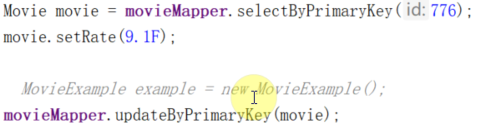 Movie movie = movieMapper.selectByPrimaryKey( id: 776);
movie.setRate(9.1F);
MovieExample example = new MovieExample();
movieMapper.updateByPrimaryKey(movie);